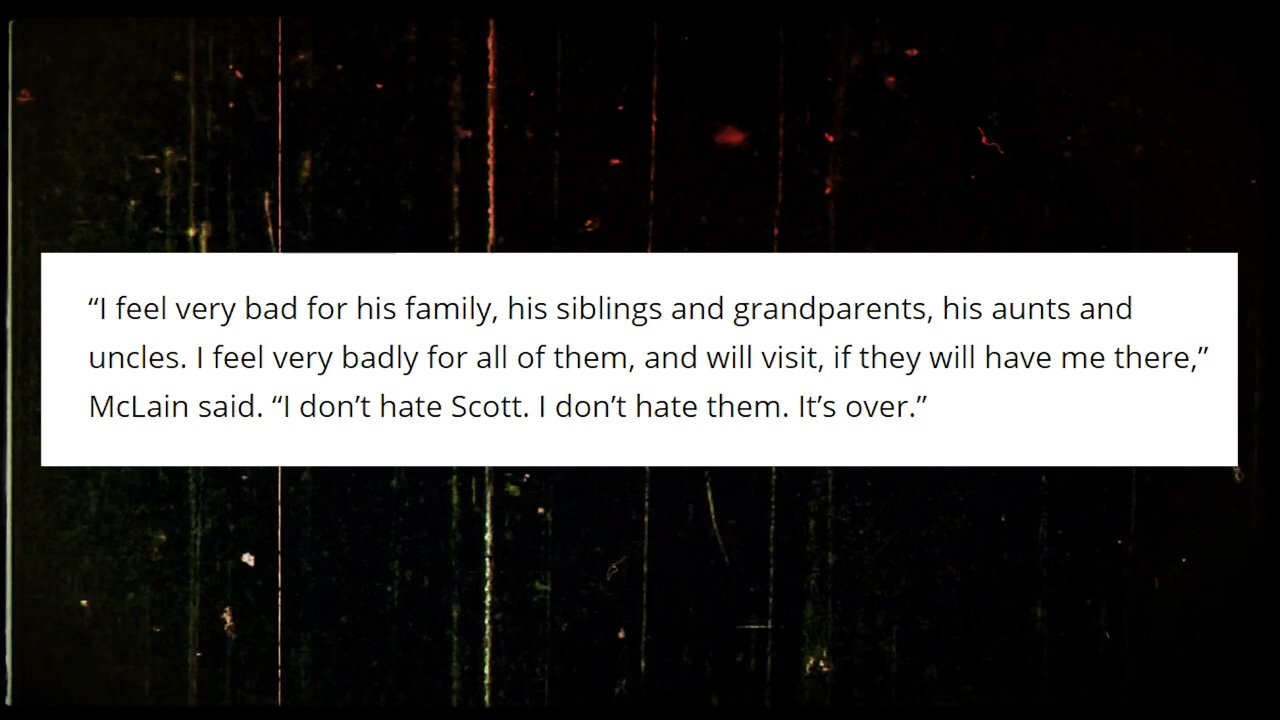 “I feel very bad for his family, his siblings and grandparents, his aunts and
uncles. I feel very badly for all of them, and will visit, if they will have me there,”
McLain said. “I don’t hate Scott. I don’t hate them. It’s over.”